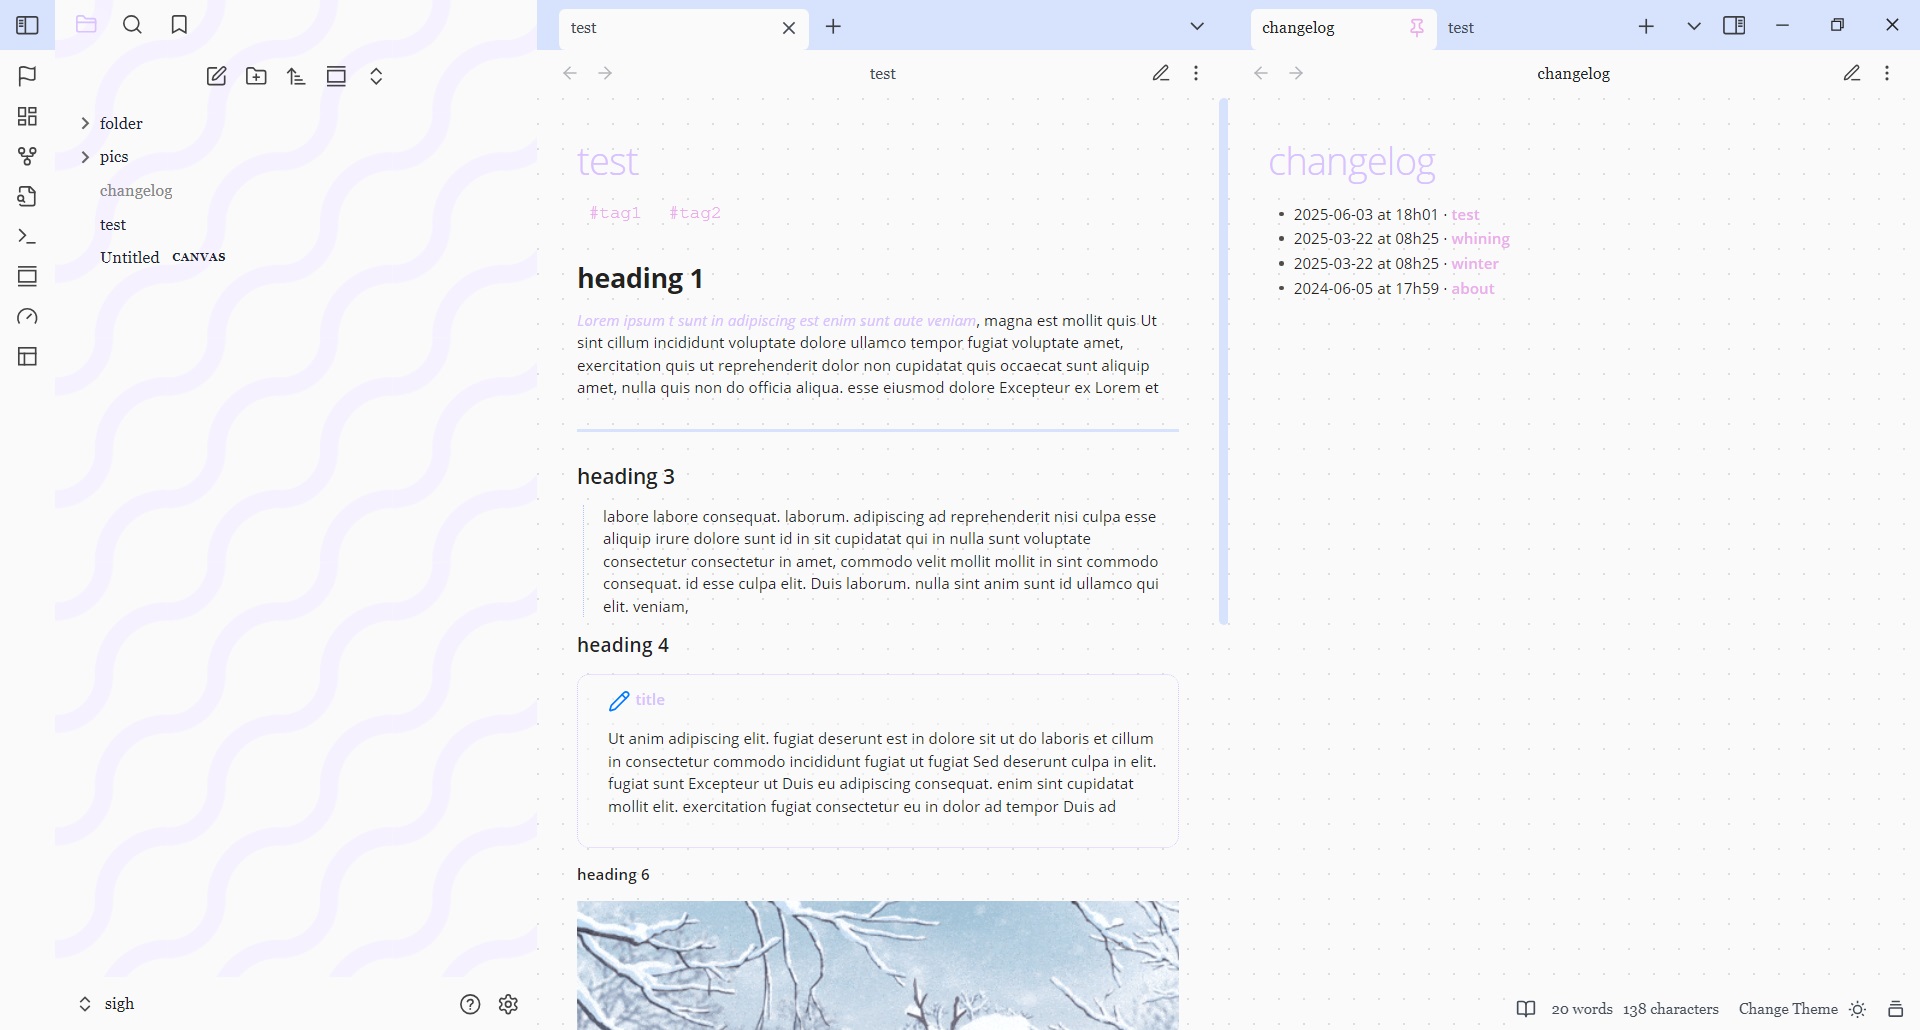 folder
pics
changelog
test
Untitled CANVAS
sigh
test
test
test
#tag1 #tag2
heading 1
Lorem ipsum t sunt in adipiscing est enim sunt aute veniam, magna est mollit quis Ut
sint cillum incididunt voluptate dolore ullamco tempor fugiat voluptate amet,
exercitation quis ut reprehenderit dolor non cupidatat quis occaecat sunt aliquip
amet, nulla quis non do officia aliqua. esse eiusmod dolore Excepteur ex Lorem et
heading 3
labore labore consequat. laborum. adipiscing ad reprehenderit nisi culpa esse
aliquip irure dolore sunt id in sit cupidatat qui in nulla sunt voluptate
consectetur consectetur in amet, commodo velit mollit mollit in sint commodo
consequat. id esse culpa elit. Duis laborum. nulla sint anim sunt id ullamco qui
elit. veniam,
heading 4
title
Ut anim adipiscing elit. fugiat deserunt est in dolore sit ut do laboris et cillum
in consectetur commodo incididunt fugiat ut fugiat Sed deserunt culpa in elit.
fugiat sunt Excepteur ut Duis eu adipiscing consequat. enim sint cupidatat
mollit elit. exercitation fugiat consectetur eu in dolor ad tempor Duis ad
heading 6
changelog test
changelog
changelog
• 2025-06-03 at 18h01 · test
• 2025-03-22 at 08h25 · whining
• 2025-03-22 at 08h25 · winter
• 2024-06-05 at 17h59 · about
20 words 138 characters Change Theme